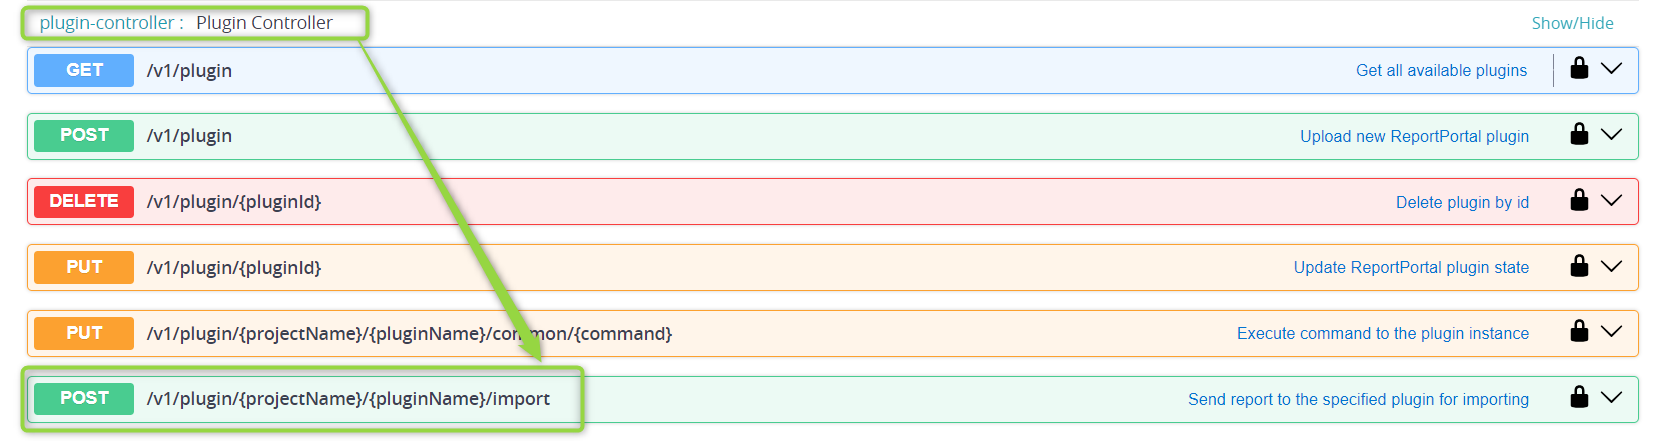 plugin-controller : Plugin Controller Show/Hide
GET /v1/plugin Get all available plugins
POST /v1/plugin Upload new ReportPortal plugin
DELETE /v1/plugin/{pluginId} Delete plugin by id
PUT /v1/plugin/{pluginId} Update ReportPortal plugin state
PUT /v1/plugin/{projectName}/{pluginName}/common/{command} Execute command to the plugin instance
POST /v1/plugin/{projectName}/{pluginName}/import Send report to the specified plugin for importing